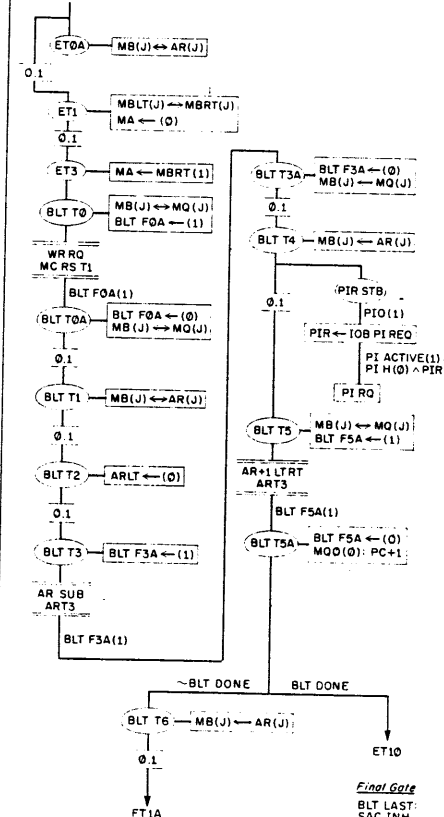 ETØA
MB(J)↔AR(J)
Ø.1
ET1
MBLT(J)↔MBRT(J)
MA←(Ø)
Ø.1
ET3
MA←MBRT(1)
BLT TØ
MB(J)↔MQ(J)
BLT FØA←(1)
WR RQ
MC RS T1
BLT FØA(1)
BLT TØA
BLT FØA←(Ø)
MB(J)↔MQ(J)
Ø.1
BLT T1
MB(J)↔AR(J)
Ø.1
BLT T2
ARLT←(Ø)
Ø.1
BLT T3
BLT F3A←(1)
AR SUB
ART3
BLT F3A(1)
BLT T3A
BLT F3A←(Ø)
MB(J)←MQ(J)
Ø.1
BLT T4
MB(J)←AR(J)
Ø.1
PIR STB
PIO(1)
PIR←IOB PI REQ
PI ACTIVE(1)
PI H(Ø)∧PIR
PI RQ
BLT T5
MB(J)↔MQ(J)
BLT F5A←(1)
AR+1 LTRT
ART3
BLT F5A(1)
BLT T5A
BLT F5A←(Ø)
MQO(Ø): PC+1
~BLT DONE
BLT DONE
BLT T6
MB(J)←AR(J)
Ø.1
ET1Ø
FT1A
Final Gate
BLT LAST:
SAC INH